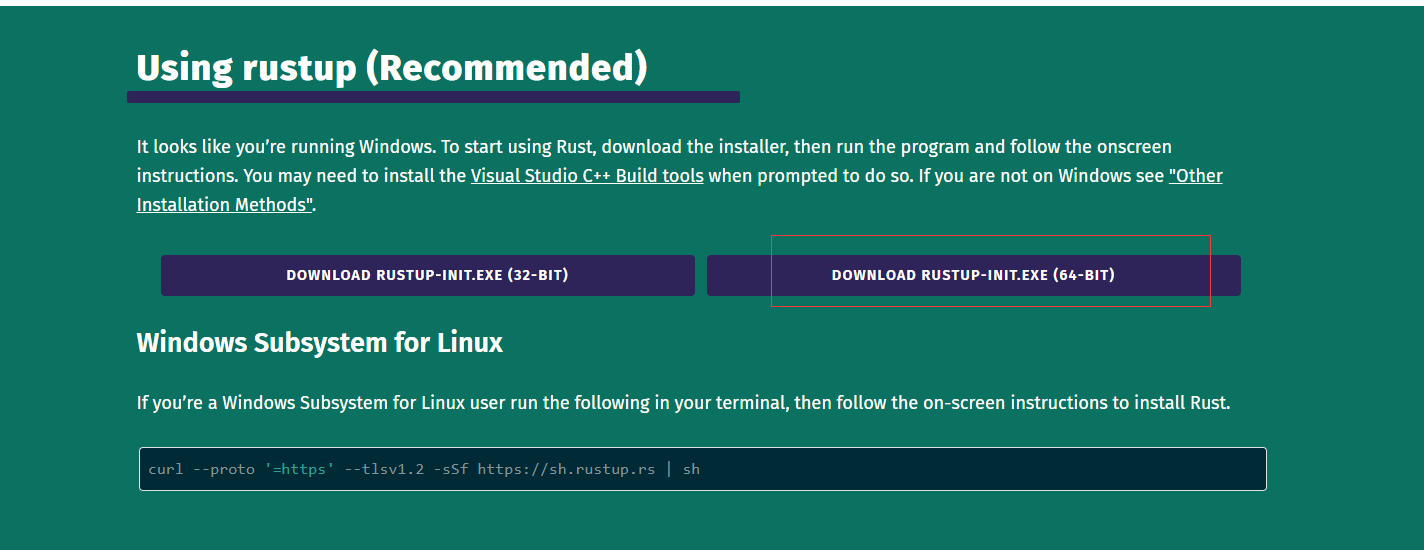 Using rustup (Recommended)
It looks like you’re running Windows. To start using Rust, download the installer, then run the program and follow the onscreen
instructions. You may need to install the Visual Studio C++ Build tools when prompted to do so. If you are not on Windows see "Other
Installation Methods".
DOWNLOAD RUSTUP-INIT.EXE (32-BIT)
DOWNLOAD RUSTUP-INIT.EXE (64-BIT)
Windows Subsystem for Linux
If you’re a Windows Subsystem for Linux user run the following in your terminal, then follow the on-screen instructions to install Rust.
curl --proto '=https' --tlsv1.2 -sSf https://sh.rustup.rs | sh